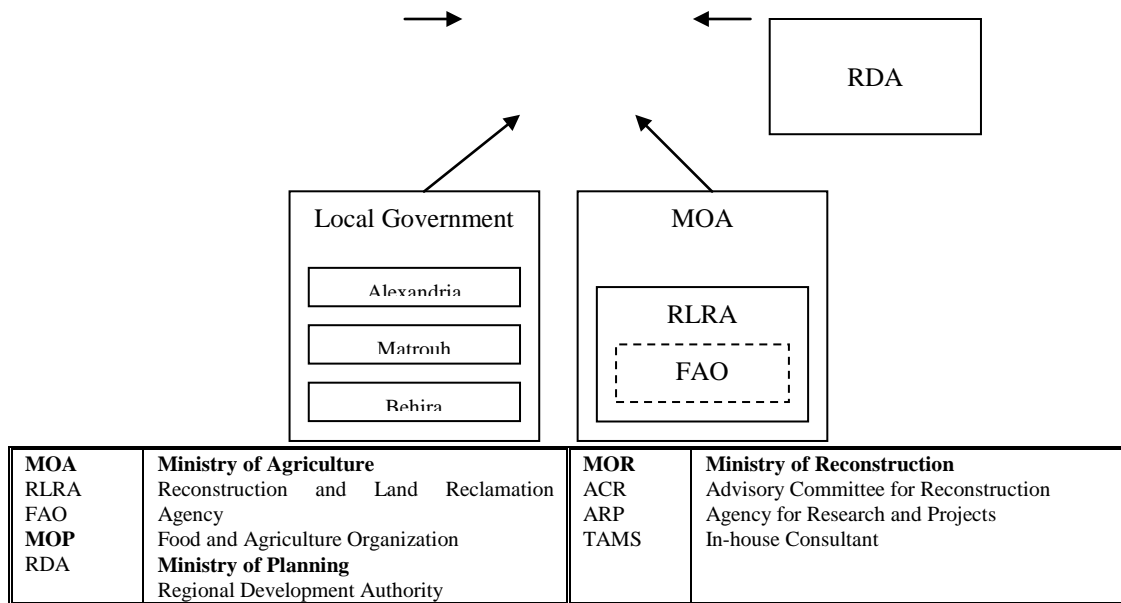 RDA
Local Government
Alexandria
Matrouh
Behira
MOA
RLRA
FAO
MOA
RLRA
FAO
MOP
RDA
Ministry of Agriculture
Reconstruction and Land Reclamation
Agency
Food and Agriculture Organization
Ministry of Planning
Regional Development Authority
MOR
ACR
ARP
TAMS
Ministry of Reconstruction
Advisory Committee for Reconstruction
Agency for Research and Projects
In-house Consultant